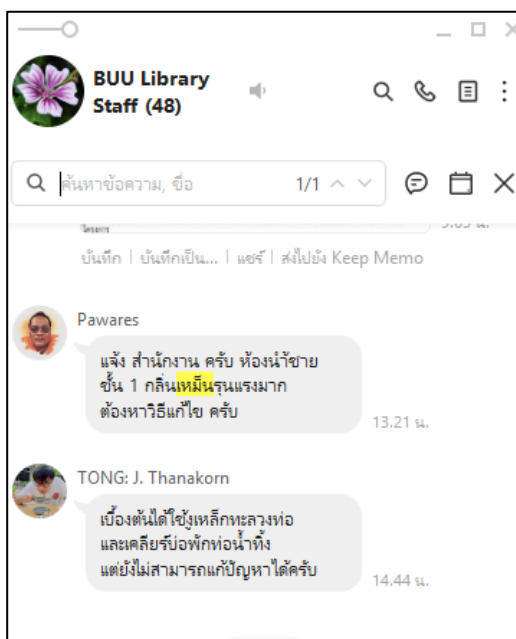 BUU Library
Staff (48)
ค้นหาข้อความ, ชื่อ 1/1
บันทึก | บันทึกเป็น... | แชร์ | ส่งไปยัง Keep Memo
Pawares
แจ้ง สำนักงาน ครับ ห้องน้ำชาย
ชั้น 1 กลิ่นเหม็นรุนแรงมาก
ต้องหาวิธีแก้ไข ครับ
13.21 น.
TONG: J. Thanakorn
เบื้องต้นได้ใช้งูเหล็กทะลวงท่อ
และเคลียร์บ่อพักท่อน้ำทิ้ง
แต่ยังไม่สามารถแก้ปัญหาได้ครับ
14.44 น.